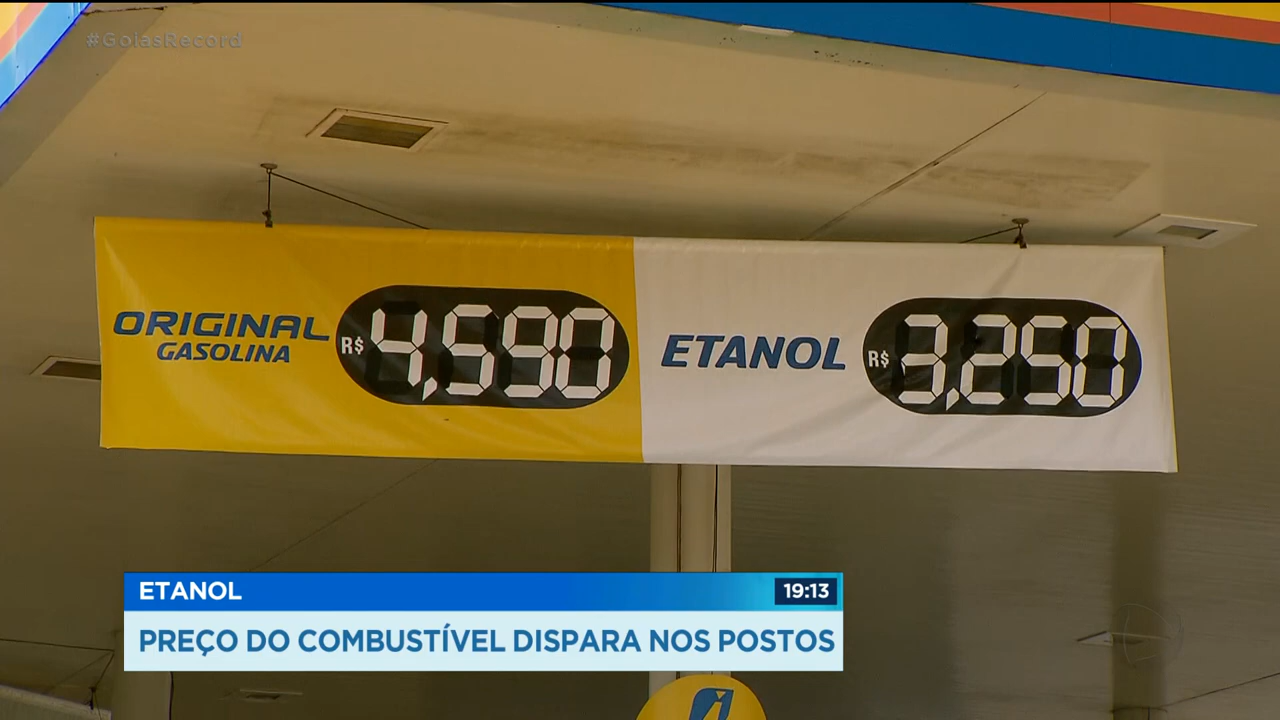 #GoiasRecord
ORIGINAL
GASOLINA
R$ 4,590
ETANOL
R$ 3,250
ETANOL
19:13
PREÇO DO COMBUSTÍVEL DISPARA NOS POSTOS